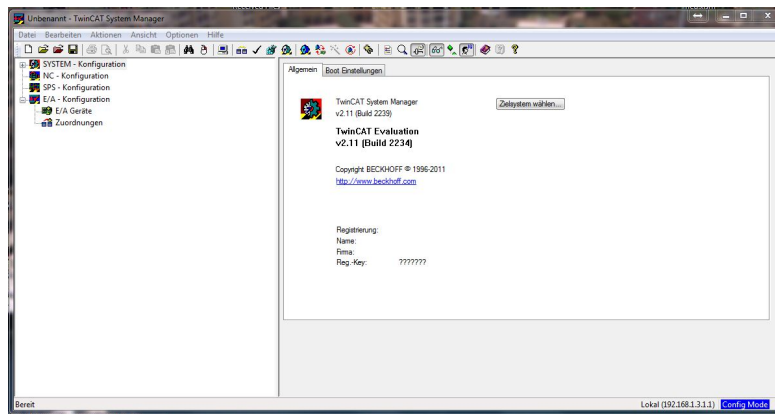 Unbenannt - TwinCAT System Manager
Datei Bearbeiten Aktionen Ansicht Optionen Hilfe
SYSTEM - Konfiguration
NC - Konfiguration
SPS - Konfiguration
E/A - Konfiguration
E/A Geräte
Zuordnungen
Allgemein Boot Einstellungen
TwinCAT System Manager
v2.11 (Build 2239)
Zielsystem wählen...
TwinCAT Evaluation
v2.11 (Build 2234)
Copyright BECKHOFF © 1996-2011
http://www.beckhoff.com
Registrierung:
Name:
Firma:
Reg.-Key: ???????
Bereit
Lokal (192.168.1.3.1.1) Config Mode